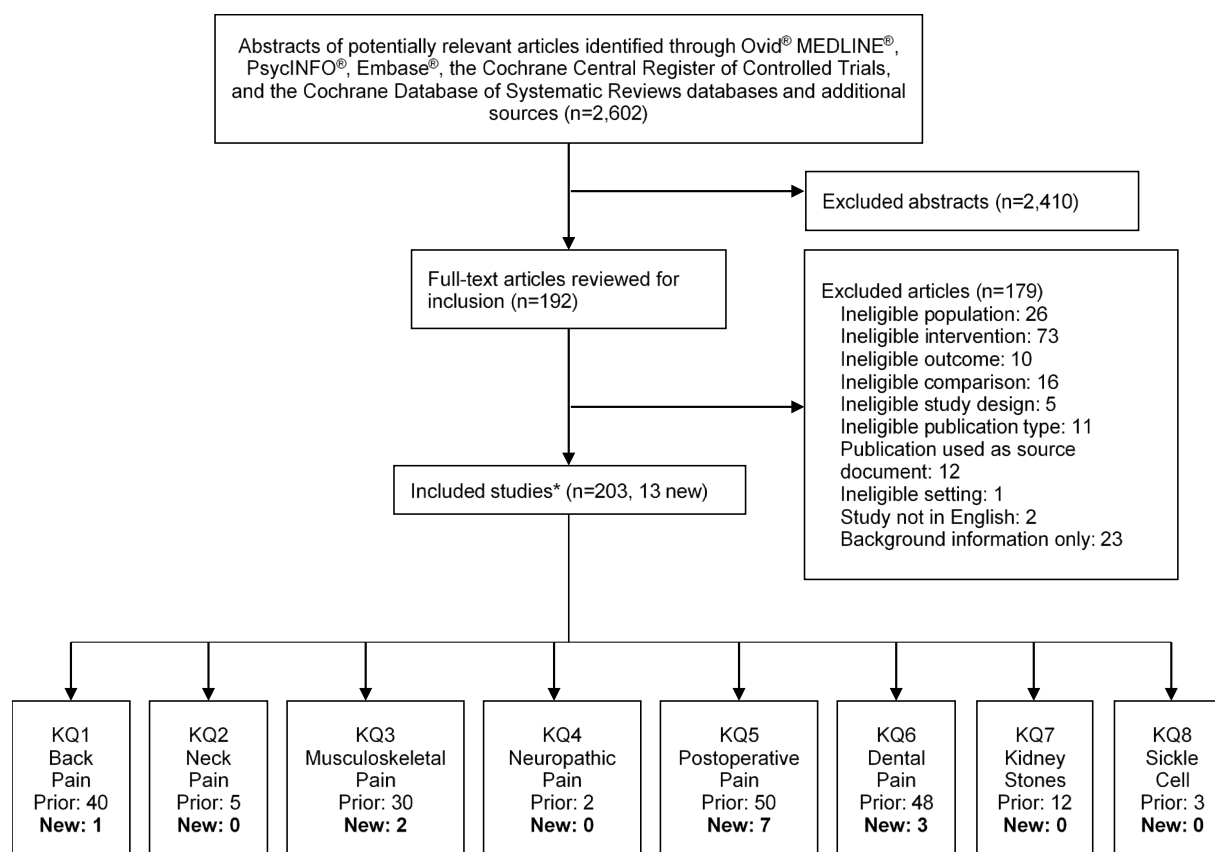 Abstracts of potentially relevant articles identified through Ovid® MEDLINE®,
PsycINFO®, Embase®, the Cochrane Central Register of Controlled Trials,
and the Cochrane Database of Systematic Reviews databases and additional
sources (n=2,602)
Excluded abstracts (n=2,410)
Full-text articles reviewed for
inclusion (n=192)
Excluded articles (n=179)
Ineligible population: 26
Ineligible intervention: 73
Ineligible outcome: 10
Ineligible comparison: 16
Ineligible study design: 5
Ineligible publication type: 11
Publication used as source
document: 12
Ineligible setting: 1
Study not in English: 2
Background information only: 23
Included studies* (n=203, 13 new)
KQ1
Back
Pain
Prior: 40
New: 1
KQ2
Neck
Pain
Prior: 5
New: 0
KQ3
Musculoskeletal
Pain
Prior: 30
New: 2
KQ4
Neuropathic
Pain
Prior: 2
New: 0
KQ5
Postoperative
Pain
Prior: 50
New: 7
KQ6
Dental
Pain
Prior: 48
New: 3
KQ7
Kidney
Stones
Prior: 12
New: 0
KQ8
Sickle
Cell
Prior: 3
New: 0